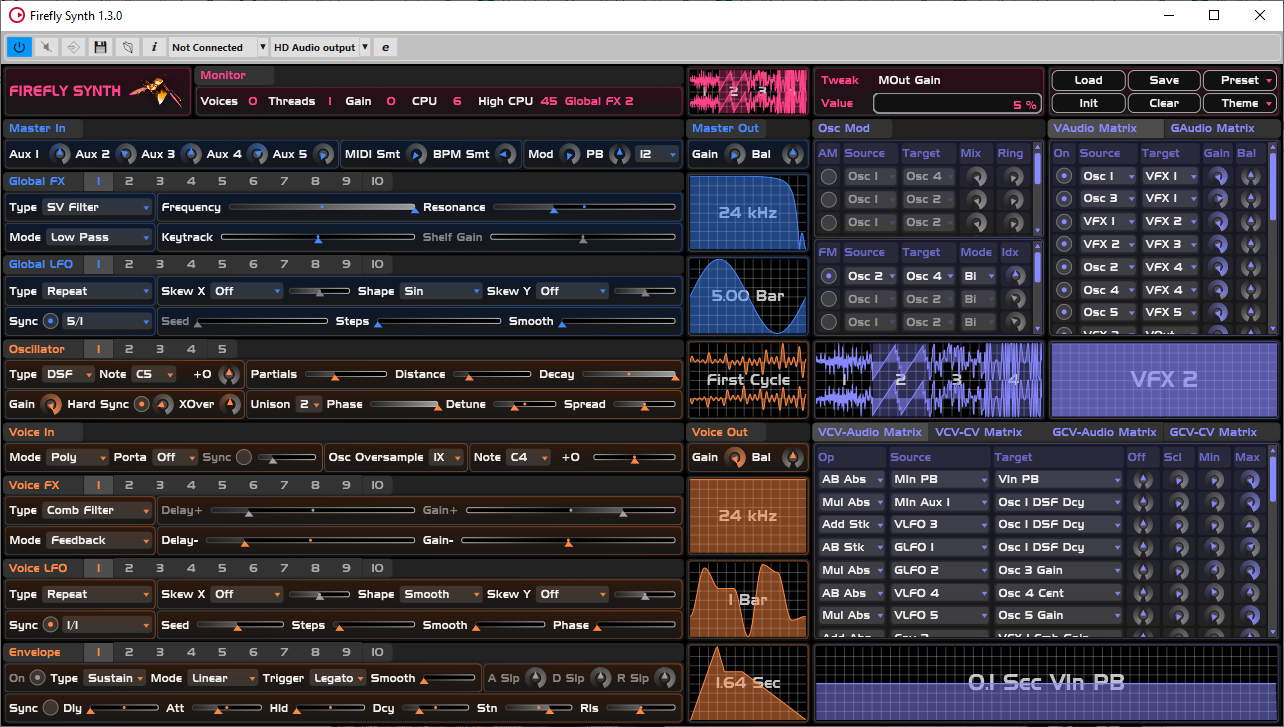 Firefly Synth 1.3.0
Not Connected HD Audio output e
FIREFLY SYNTH
Monitor
Voices 0 Threads 1 Gain 0 CPU 6 High CPU 45 Global FX 2
1 2 3 4
Tweak MOut Gain
Value 5 %
Load Save Preset
Init Clear Theme
Master In
Aux 1 Aux 2 Aux 3 Aux 4 Aux 5 MIDI Smt BPM Smt Mod PB 12
Master Out
Gain Bal
Global FX 1 2 3 4 5 6 7 8 9 10
Type SV Filter Frequency Resonance
Mode Low Pass Keytrack Shelf Gain
24 kHz
Global LFO 1 2 3 4 5 6 7 8 9 10
Type Repeat Skew X Off Shape Sin Skew Y Off
Sync 5/1 Seed Steps Smooth
5.00 Bar
Oscillator 1 2 3 4 5
Type DSF Note C5 +0 Partials Distance Decay
Gain Hard Sync XOver Unison 2 Phase Detune Spread
First Cycle
Voice In
Mode Poly Porta Off Sync Osc Oversample 1X Note C4 +0
Voice Out
Gain Bal
Voice FX 1 2 3 4 5 6 7 8 9 10
Type Comb Filter Delay+ Gain+
Mode Feedback Delay- Gain-
24 kHz
Voice LFO 1 2 3 4 5 6 7 8 9 10
Type Repeat Skew X Off Shape Smooth Skew Y Off
Sync 1/1 Seed Steps Smooth Phase
1 Bar
Envelope 1 2 3 4 5 6 7 8 9 10
On Type Sustain Mode Linear Trigger Legato Smooth A Slp D Slp R Slp
Sync Dly Att Hld Dcy Stn Rls
1.64 Sec
Osc Mod
AM Source Target Mix Ring
Osc 1 Osc 4
Osc 1 Osc 2
Osc 1 Osc 2
FM Source Target Mode Idx
Osc 2 Osc 4 Bi
Osc 1 Osc 2 Bi
Osc 1 Osc 2 Bi
1 2 3 4
VAudio Matrix GAudio Matrix
On Source Target Gain Bal
Osc 1 VFX 1
Osc 3 VFX 1
VFX 1 VFX 2
VFX 2 VFX 3
Osc 2 VFX 4
Osc 4 VFX 4
Osc 5 VFX 5
VFX 2
VCV-Audio Matrix VCV-CV Matrix GCV-Audio Matrix GCV-CV Matrix
Op Source Target Off Scl Min Max
AB Abs MIn PB VIn PB
Mul Abs MIn Aux 1 Osc 1 DSF Dcy
Add Stk VLFO 3 Osc 1 DSF Dcy
AB Stk GLFO 1 Osc 1 DSF Dcy
Mul Abs GLFO 2 Osc 3 Gain
AB Abs VLFO 4 Osc 4 Cent
Mul Abs VLFO 5 Osc 5 Gain
0.1 Sec VIn PB